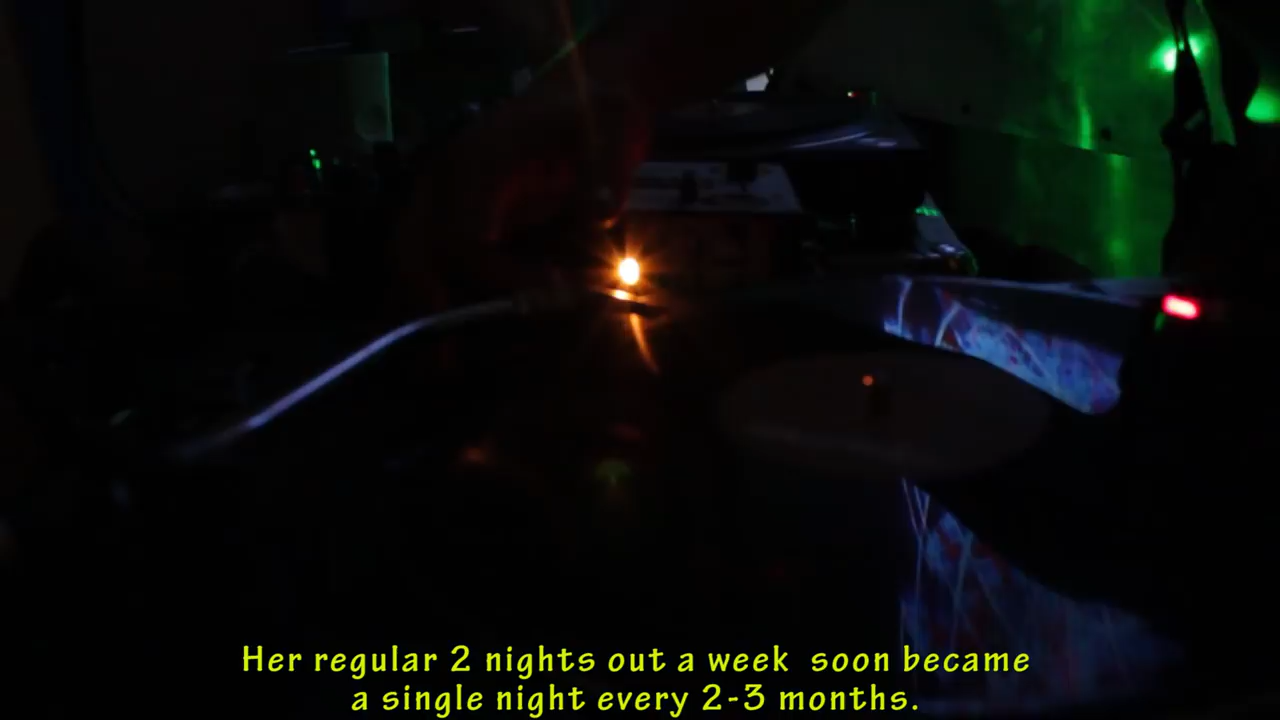 Her regular 2 nights out a week  soon became
a single night every 2-3 months.